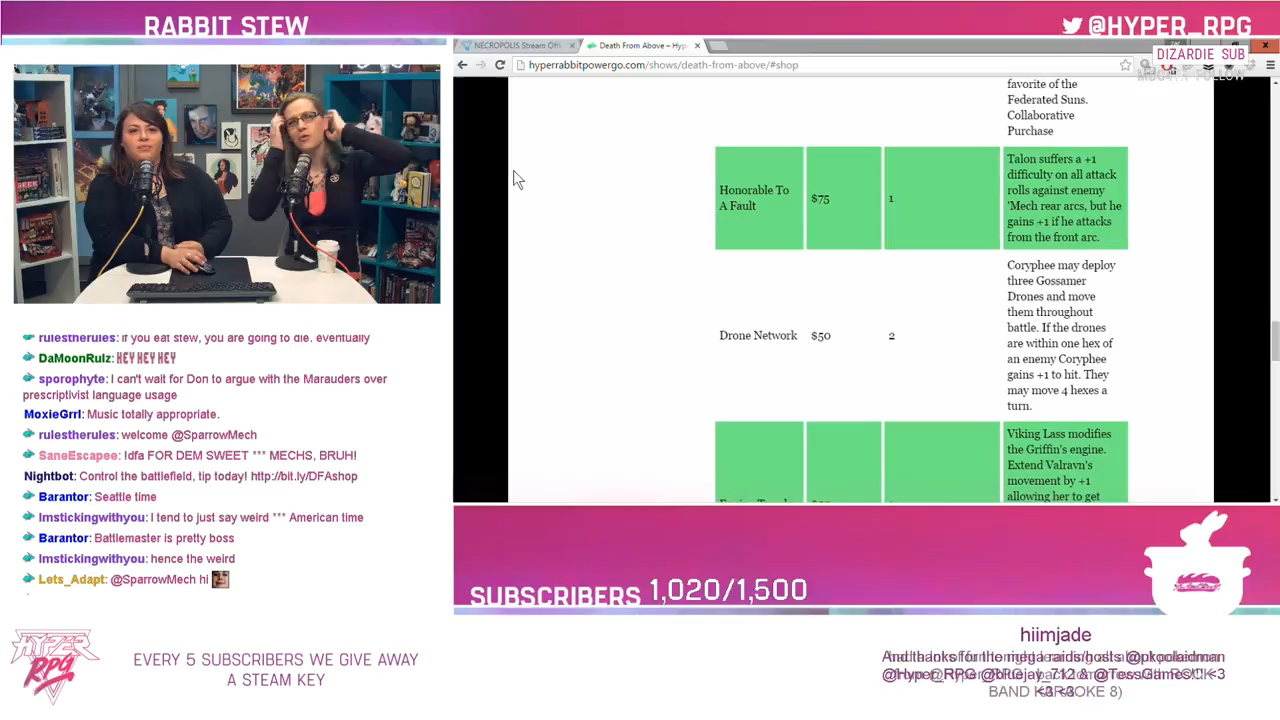 RABBIT STEW
@HYPER_RPG
NECROPOLIS Stream Offi
Death From Above – Hype
DIZARDIE SUB
FOLLOW
hyperrabbitpowergo.com/shows/death-from-above/#shop
favorite of the
Federated Suns.
Collaborative
Purchase
Honorable To
A Fault
$75
1
Talon suffers a +1
difficulty on all attack
rolls against enemy
'Mech rear arcs, but he
gains +1 if he attacks
from the front arc.
Drone Network
$50
2
Coryphee may deploy
three Gossamer
Drones and move
them throughout
battle. If the drones
are within one hex of
an enemy Coryphee
gains +1 to hit. They
may move 4 hexes a
turn.
Viking Lass modifies
the Griffin's engine.
Extend Valravn's
movement by +1
allowing her to get
GEEK
rulestherules: if you eat stew, you are going to die. eventually
DaMoonRulz: HEY HEY HEY
sporophyte: I can't wait for Don to argue with the Marauders over
prescriptivist language usage
MoxieGrrl: Music totally appropriate.
rulestherules: welcome @SparrowMech
SaneEscapee: !dfa FOR DEM SWEET *** MECHS, BRUH!
Nightbot: Control the battlefield, tip today! http://bit.ly/DFAshop
Barantor: Seattle time
Imstickingwithyou: I tend to just say weird *** American time
Barantor: Battlemaster is pretty boss
Imstickingwithyou: hence the weird
Lets_Adapt: @SparrowMech hi
SUBSCRIBERS 1,020/1,500
HYPER
RPG
EVERY 5 SUBSCRIBERS WE GIVE AWAY
A STEAM KEY
hiimjade
BAND KARAOKE 8)